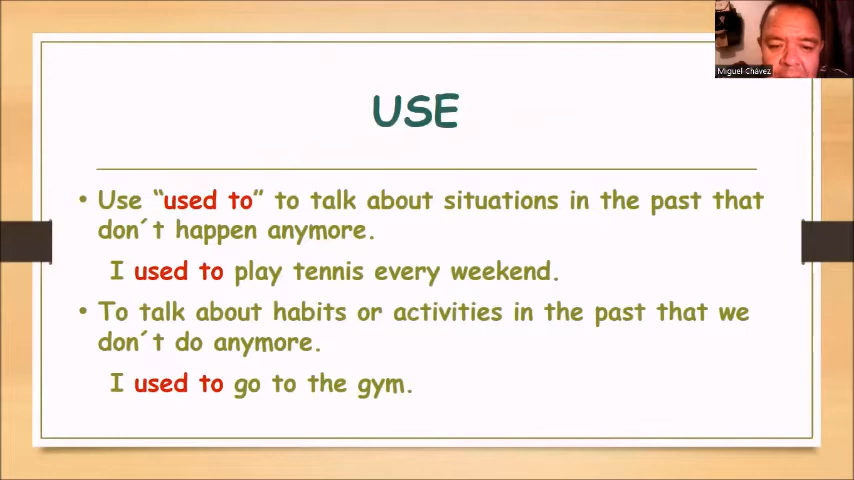 Miguel Chávez
USE
• Use “used to” to talk about situations in the past that
don´t happen anymore.
I used to play tennis every weekend.
• To talk about habits or activities in the past that we
don´t do anymore.
I used to go to the gym.